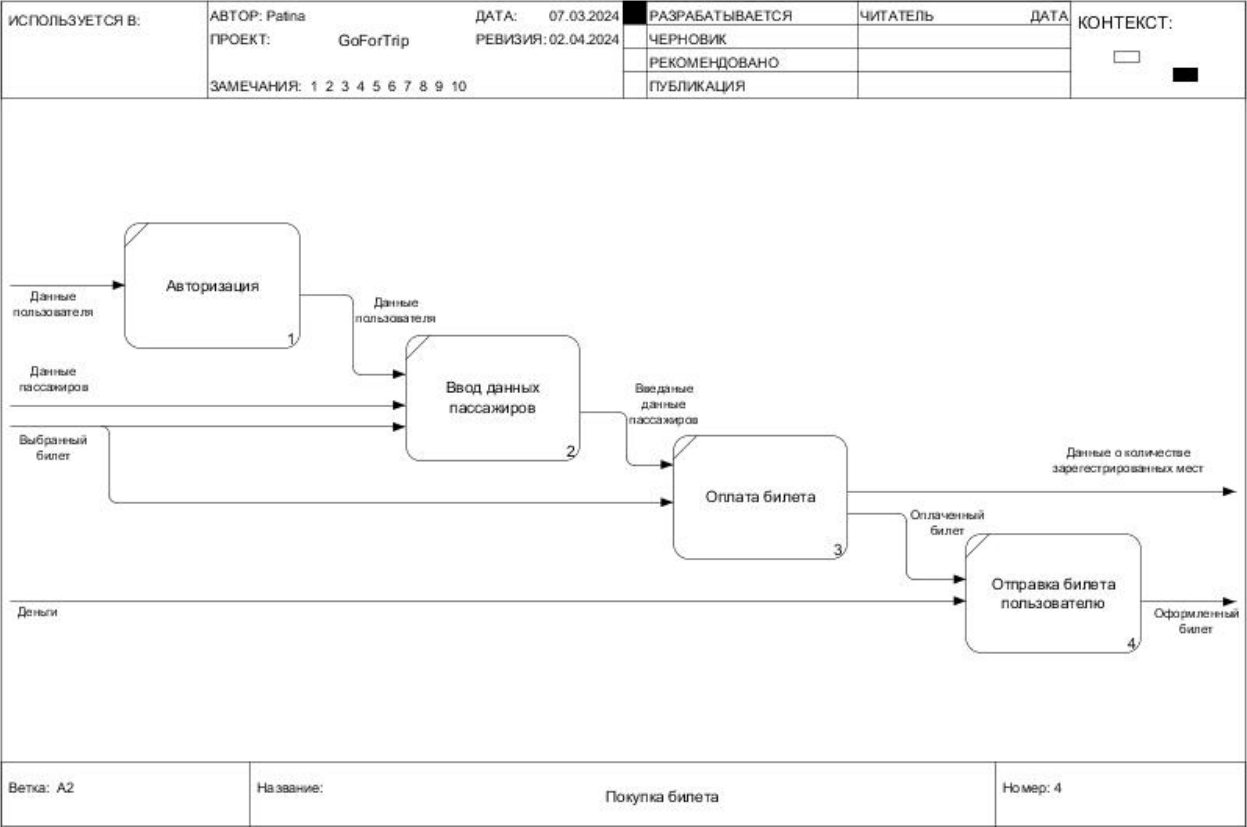 ИСПОЛЬЗУЕТСЯ В:
АВТОР: Patina
ДАТА: 07.03.2024
ПРОЕКТ: GoForTrip
РЕВИЗИЯ: 02.04.2024
ЗАМЕЧАНИЯ: 1 2 3 4 5 6 7 8 9 10
РАЗРАБАТЫВАЕТСЯ
ЧЕРНОВИК
РЕКОМЕНДОВАНО
ПУБЛИКАЦИЯ
ЧИТАТЕЛЬ
ДАТА
КОНТЕКСТ:
Авторизация
1
Данные
пользователя
Данные
пользователя
Данные
пассажиров
Ввод данных
пассажиров
2
Выбранный
билет
Введаные
данные
пассажиров
Оплата билета
3
Данные о количестве
зарегестрированных мест
Оплаченный
билет
Отправка билета
пользователю
4
Деньги
Оформленный
билет
Ветка: A2
Название:
Покупка билета
Номер: 4